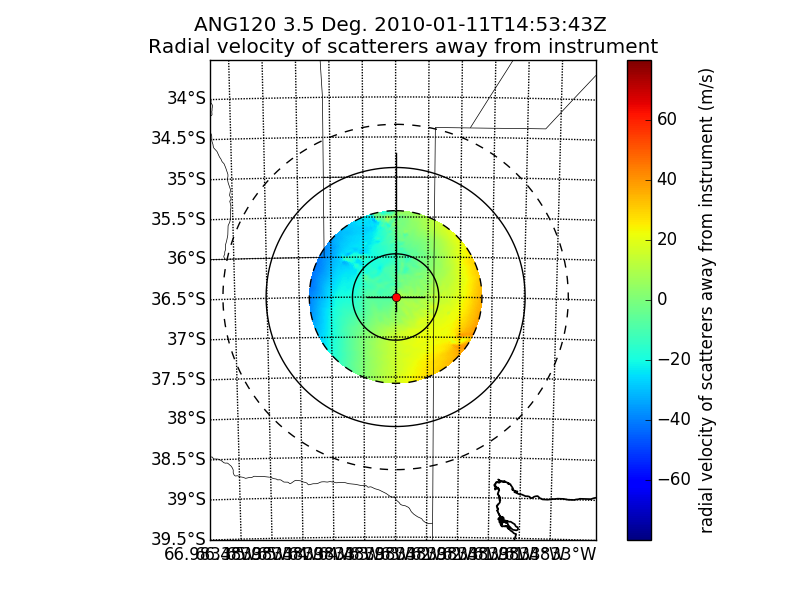 ANG120 3.5 Deg. 2010-01-11T14:53:43Z
Radial velocity of scatterers away from instrument
34°S
34.5°S
35°S
35.5°S
36°S
36.5°S
37°S
37.5°S
38°S
38.5°S
39°S
39.5°S
60
40
20
0
−20
−40
−60
radial velocity of scatterers away from instrument (m/s)